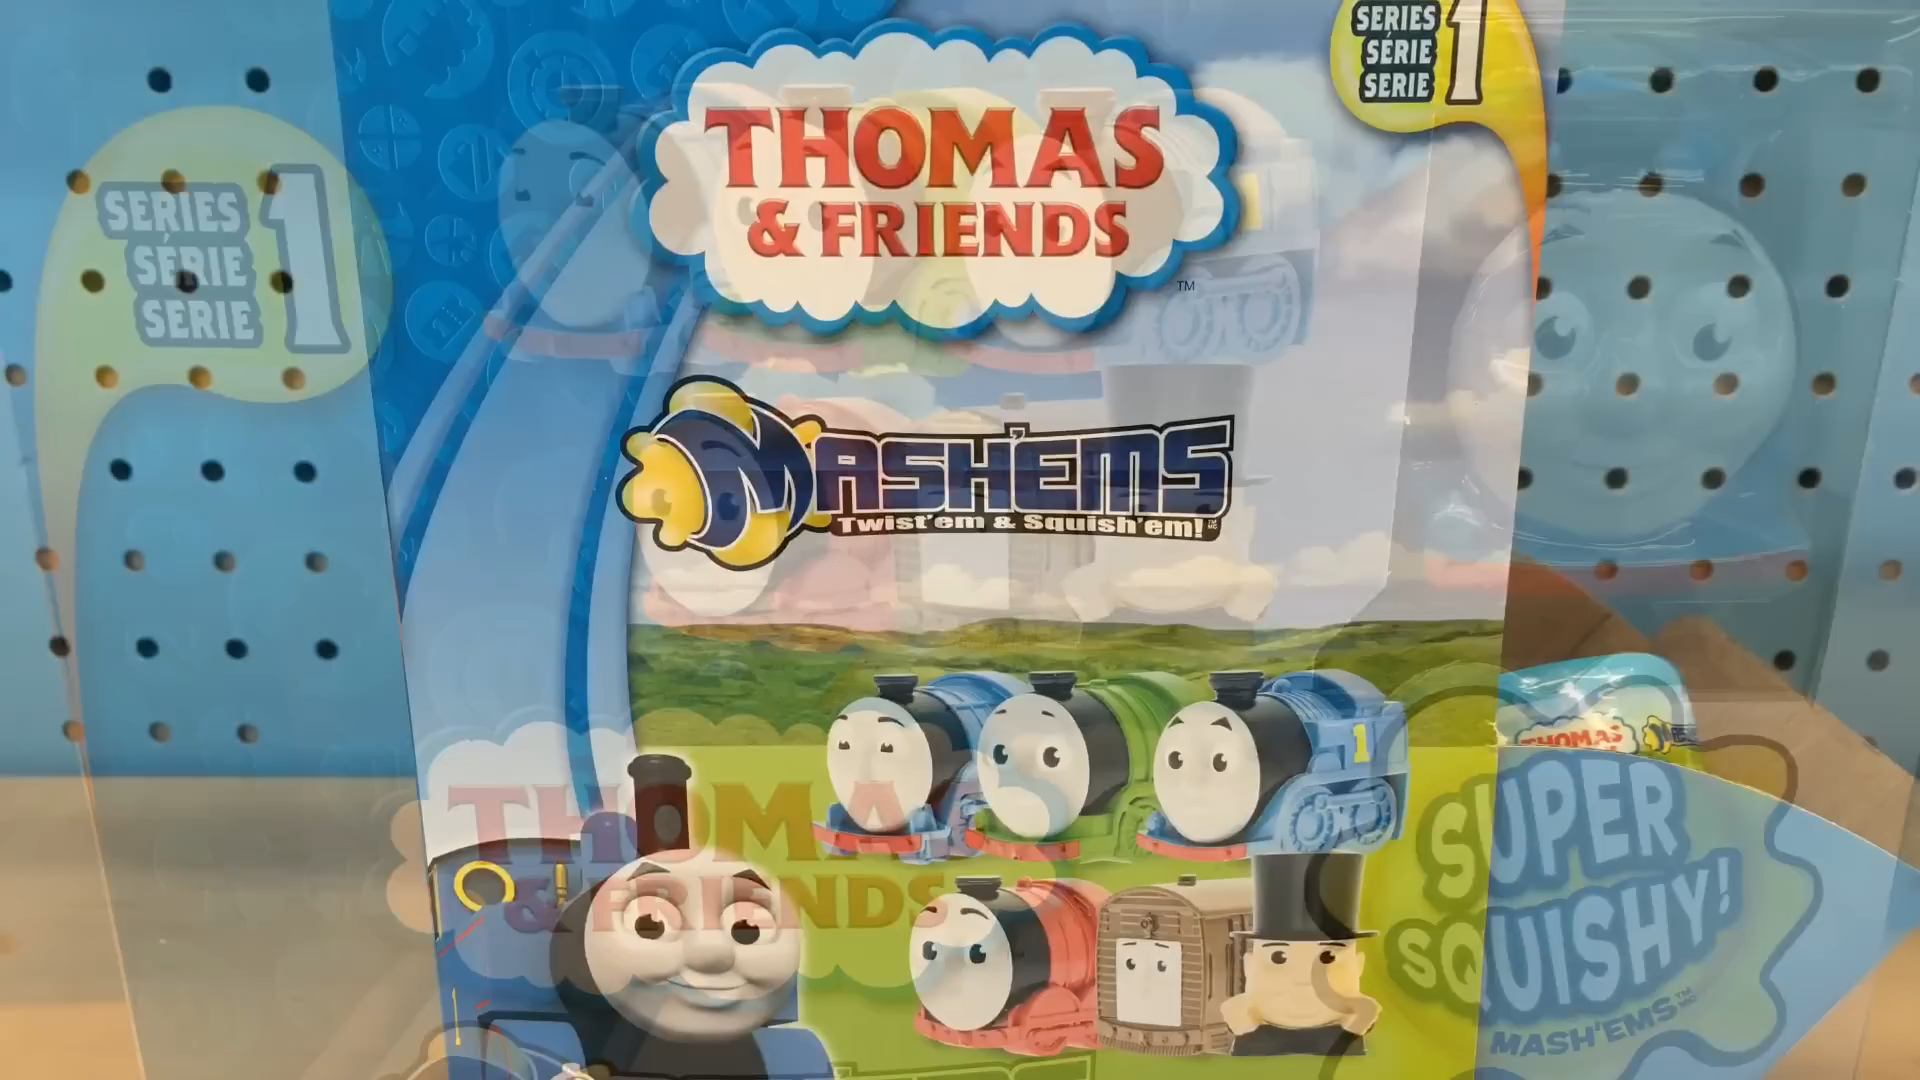 SERIES
SÉRIE
SERIE
1
THOMAS
& FRIENDS
TM
MASH'EMS
Twist'em & Squish'em!
SERIES
SÉRIE
SERIE
1
1
THOMAS
THOMAS
& FRIENDS
SUPER
SQUISHY!
MASH'EMS